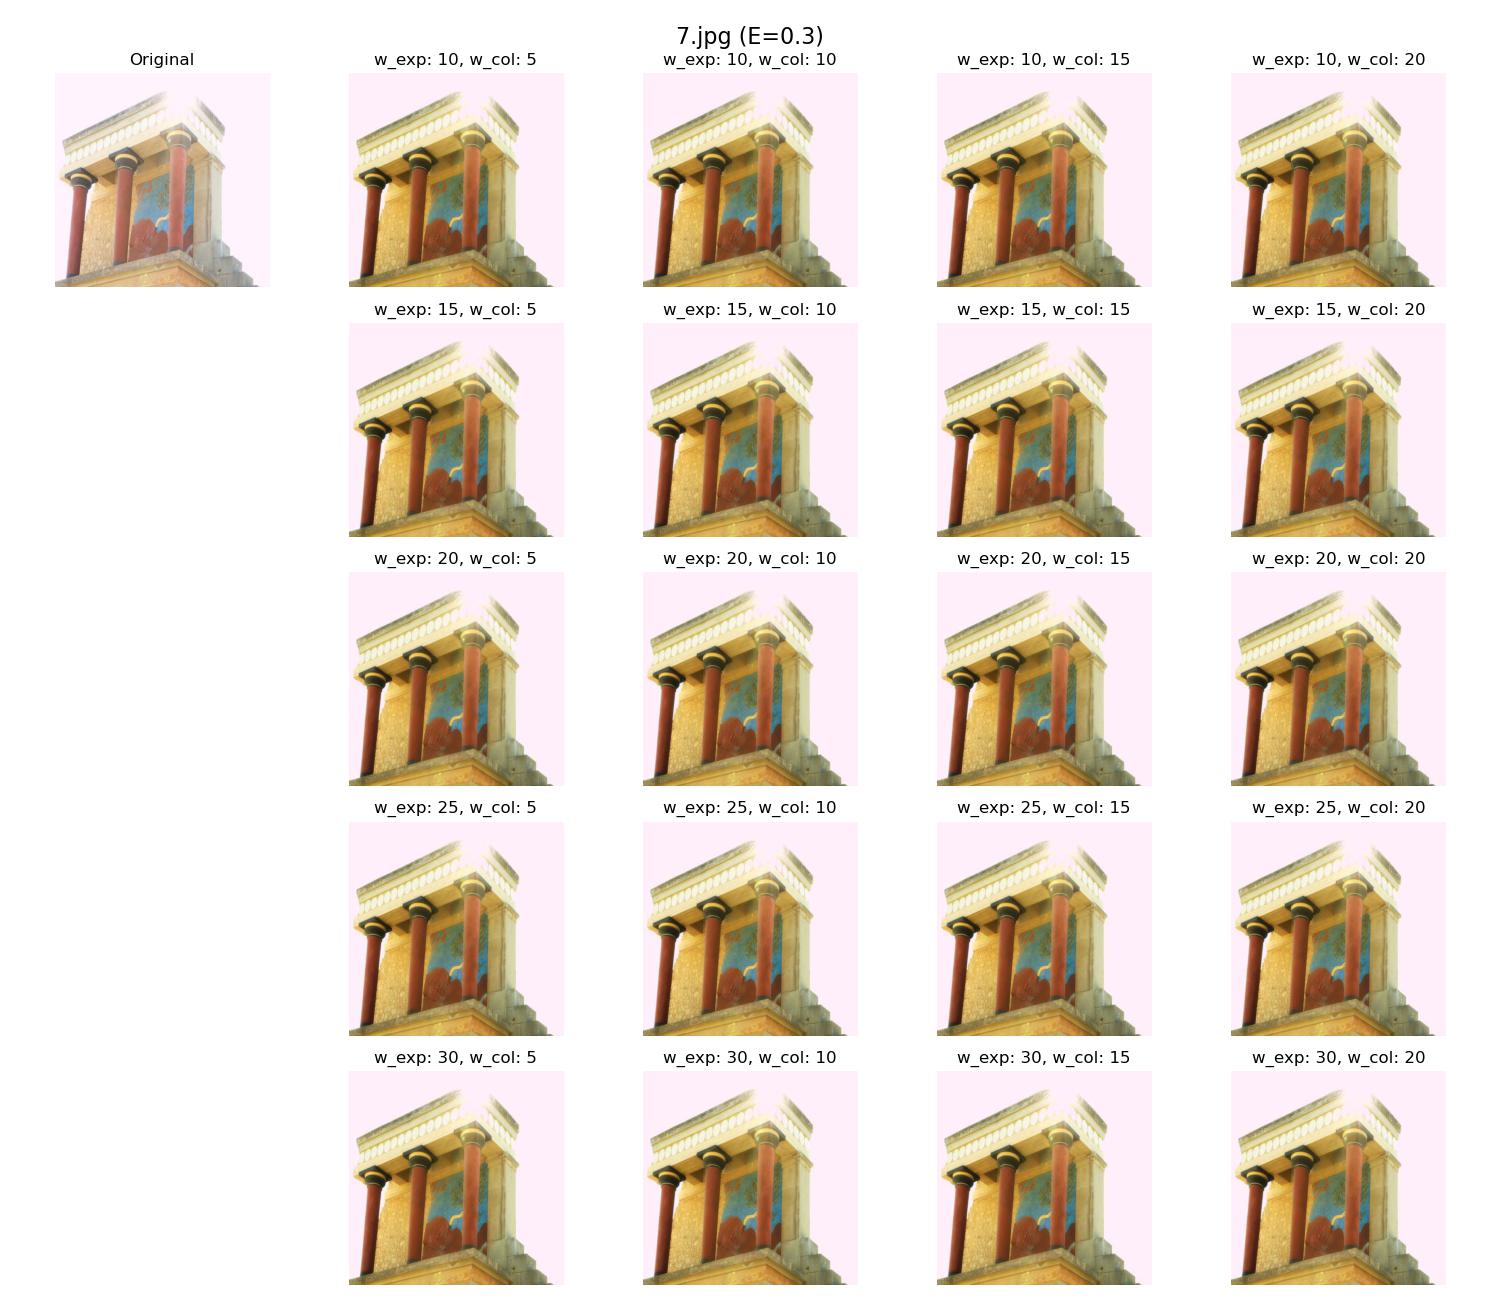 7.jpg (E=0.3)
Original
w_exp: 10, w_col: 5
w_exp: 10, w_col: 10
w_exp: 10, w_col: 15
w_exp: 10, w_col: 20
w_exp: 15, w_col: 5
w_exp: 15, w_col: 10
w_exp: 15, w_col: 15
w_exp: 15, w_col: 20
w_exp: 20, w_col: 5
w_exp: 20, w_col: 10
w_exp: 20, w_col: 15
w_exp: 20, w_col: 20
w_exp: 25, w_col: 5
w_exp: 25, w_col: 10
w_exp: 25, w_col: 15
w_exp: 25, w_col: 20
w_exp: 30, w_col: 5
w_exp: 30, w_col: 10
w_exp: 30, w_col: 15
w_exp: 30, w_col: 20